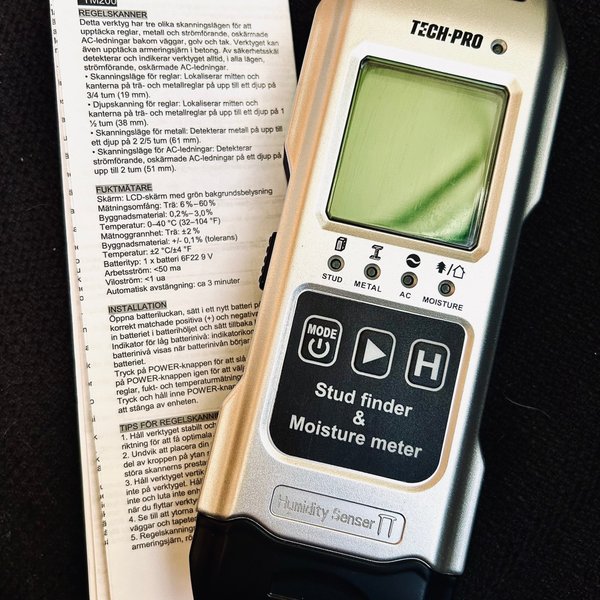 TM200
REGELSKANNER
Detta verktyg har tre olika skanningslägen för att
upptäcka reglar, metall och strömförande, oskärmade
AC-ledningar bakom väggar, golv och tak. Verktyget kan
även upptäcka armeringsjärn i betong. Av säkerhetsskäl
detekterar och indikerar verktyget alltid, i alla lägen,
strömförande, oskärmade AC-ledningar.
• Skanningsläge för reglar: Lokaliserar mitten och
kanterna på trä- och metallreglar på upp till ett djup på
3/4 tum (19 mm).
• Djupskanning för reglar: Lokaliserar mitten och
kanterna på trä- och metallreglar på upp till ett djup på 1
½ tum (38 mm).
• Skanningsläge för metall: Detekterar metall på upp till
ett djup på 2 2/5 tum (61 mm).
• Skanningsläge för AC-ledningar: Detekterar
strömförande, oskärmade AC-ledningar på ett djup på
upp till 2 tum (51 mm).
FUKTMÄTARE
Skärm: LCD-skärm med grön bakgrundsbelysning
Mätningsomfång: Trä: 6%–60%
Byggnadsmaterial: 0,2%–3,0%
Temperatur: 0–40 °C (32–104 °F)
Mätnoggrannhet: Trä: ±2%
Byggnadsmaterial: +/- 0,1% (tolerans)
Temperatur: ±2 °C/±4 °F
Batterityp: 1 x batteri 6F22 9 V
Arbetsström: <50 ma
Viloström: <1 ua
Automatisk avstängning: ca 3 minuter
INSTALLATION
Öppna batteriluckan, sätt i ett nytt batteri på
korrekt matchade positiva (+) och negativa
in batteriet i batterihöljet och sätt tillbaka
Indikator för låg batterinivå: indikatorikon
batterinivå visas när batterinivån börjar
batteriet.
Tryck på POWER-knappen för att slå
på POWER-knappen igen för att välja
reglar, fukt- och temperaturmätning
Tryck och håll inne POWER-knappen
att stänga av enheten.
TIPS FÖR REGELSKANNING
1. Håll verktyget stabilt och
riktning för att få optimala
2. Undvik att placera din
del av kroppen på ytan
störa skannerns
3. Håll verktyget
inte på verktyget. Håll
inte och luta inte
när du flyttar verktyget
4. Se till att ytorna
väggar och tapeter
5. Regelskanningen
armeringsjärn,
TECH-PRO
STUD METAL AC MOISTURE
MODE H
Stud finder
&
Moisture meter
Humidity Senser